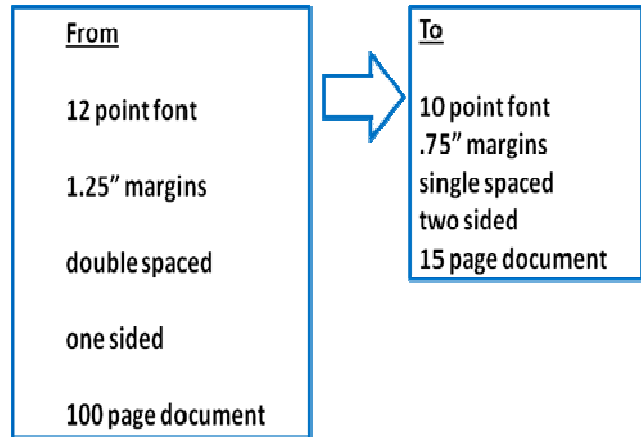 From
12 point font
1.25” margins
double spaced
one sided
100 page document
To
10 point font
.75” margins
single spaced
two sided
15 page document